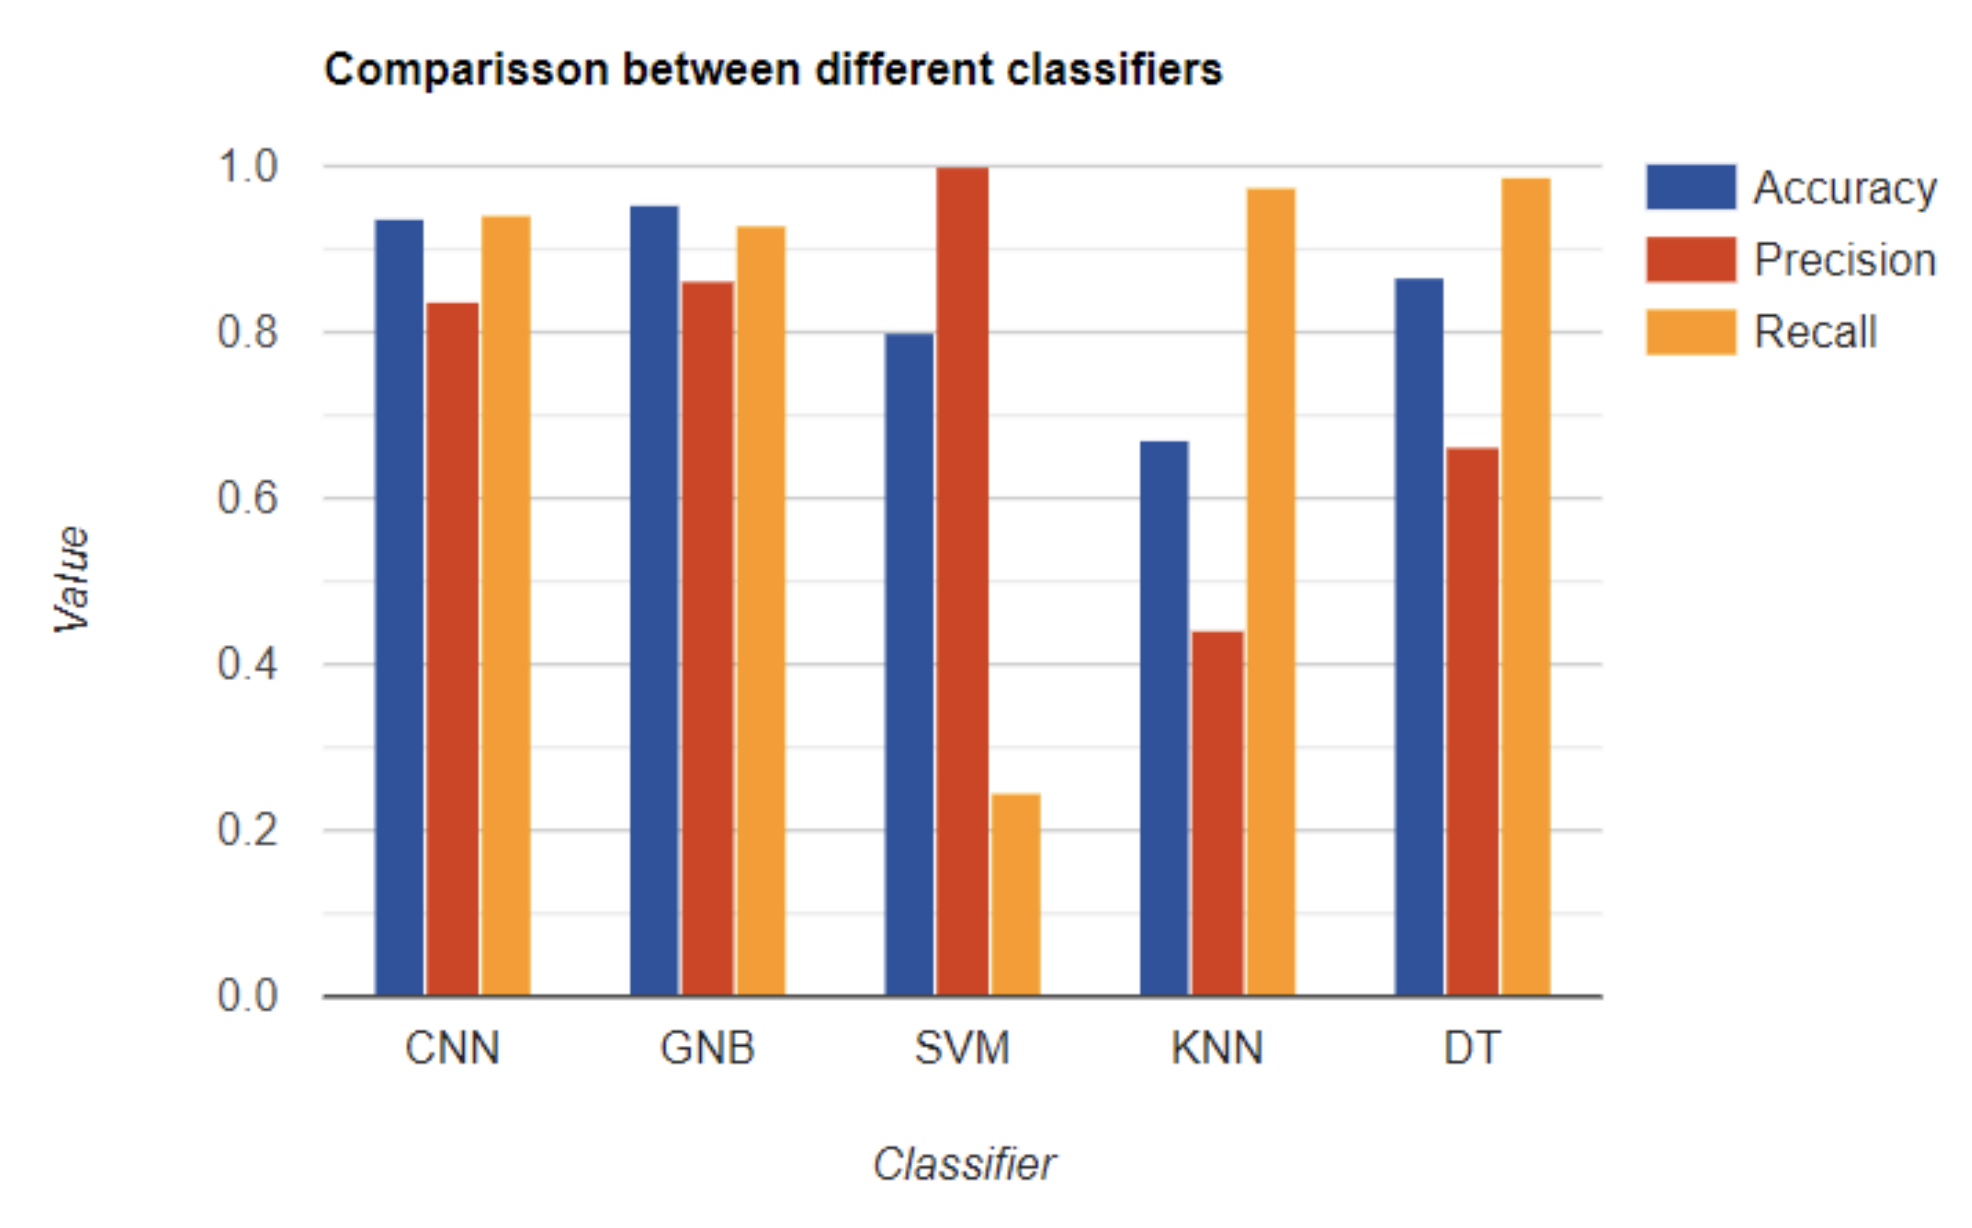 Comparisson between different classifiers
1.0
0.8
0.6
0.4
0.2
0.0
Value
CNN GNB SVM KNN DT
Classifier
Accuracy
Precision
Recall